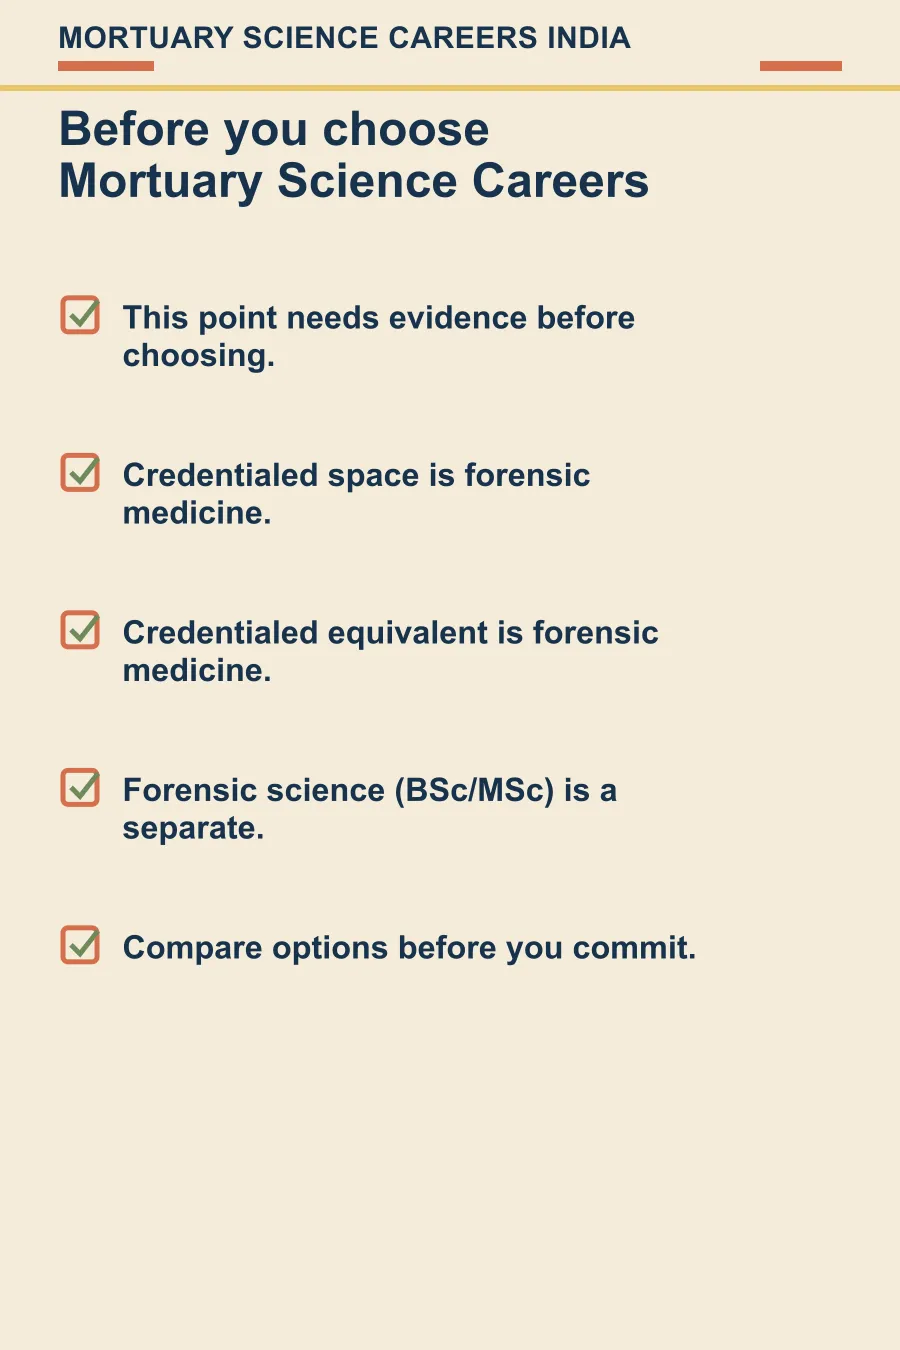 MORTUARY SCIENCE CAREERS INDIA
Before you choose
Mortuary Science Careers
This point needs evidence before
choosing.
Credentialed space is forensic
medicine.
Credentialed equivalent is forensic
medicine.
Forensic science (BSc/MSc) is a
separate.
Compare options before you commit.